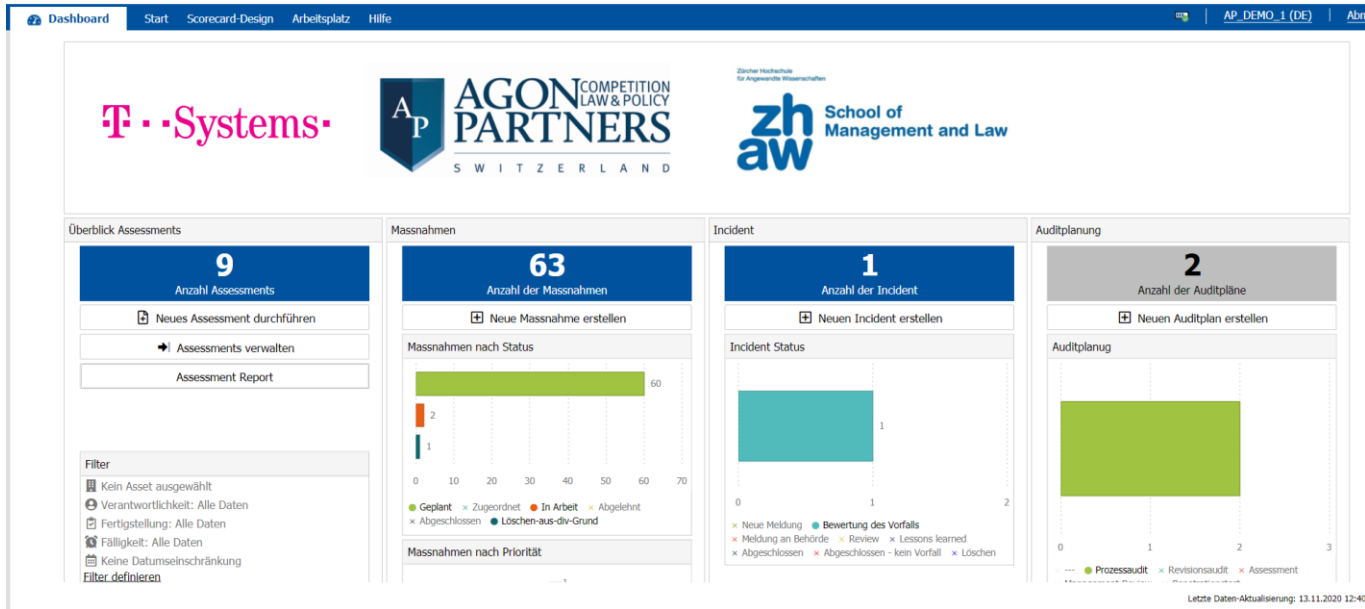 Dashboard Start Scorecard-Design Arbeitsplatz Hilfe AP_DEMO_1 (DE)
T · · Systems ·
AP
AGON COMPETITION LAW & POLICY
PARTNERS
SWITZERLAND
Zürcher Hochschule
für Angewandte Wissenschaften
zhaw
School of
Management and Law
Überblick Assessments
9
Anzahl Assessments
Neues Assessment durchführen
Assessments verwalten
Assessment Report
Filter
Kein Asset ausgewählt
Verantwortlichkeit: Alle Daten
Fertigstellung: Alle Daten
Fälligkeit: Alle Daten
Keine Datumseinschränkung
Filter definieren
Massnahmen
63
Anzahl der Massnahmen
Neue Massnahme erstellen
Massnahmen nach Status
60
2
1
0 10 20 30 40 50 60 70
Geplant Zugeordnet In Arbeit Abgelehnt
Abgeschlossen Löschen-aus-div-Grund
Massnahmen nach Priorität
Incident
1
Anzahl der Incident
Neuen Incident erstellen
Incident Status
1
0 1 2
Neue Meldung Bewertung des Vorfalls
Meldung an Behörde Review Lessons learned
Abgeschlossen Abgeschlossen - kein Vorfall Löschen
Auditplanung
2
Anzahl der Auditpläne
Neuen Auditplan erstellen
Auditplanug
0 1 2 3
--- Prozessaudit Revisionsaudit Assessment
Letzte Daten-Aktualisierung: 13.11.2020 12:40